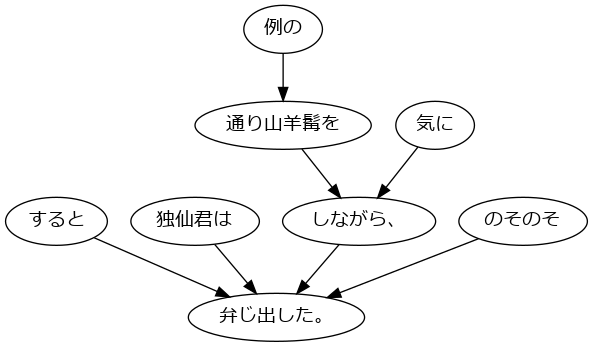 例の
通り山羊髯を
気に
すると
独仙君は
しながら、
のそのそ
弁じ出した。